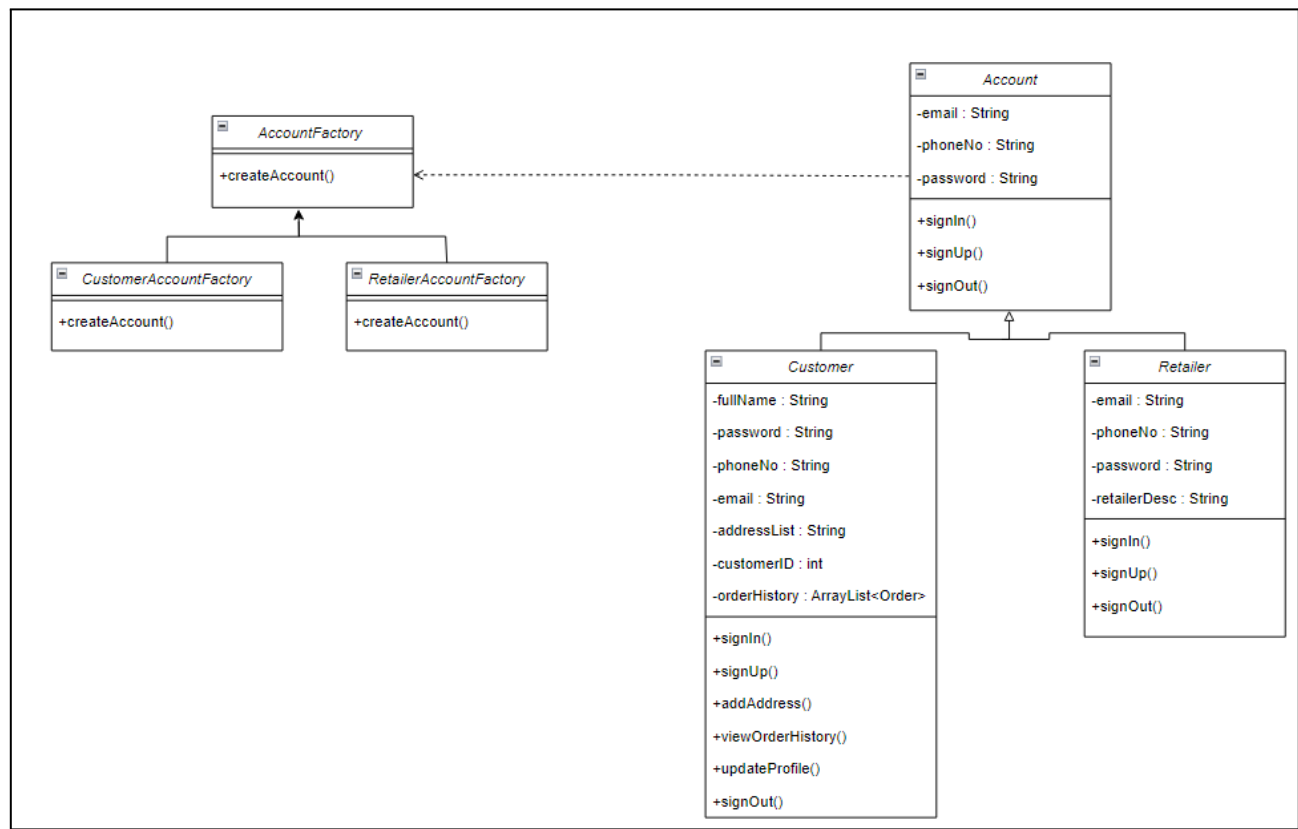 AccountFactory
+createAccount()
CustomerAccountFactory
+createAccount()
RetailerAccountFactory
+createAccount()
Account
-email : String
-phoneNo : String
-password : String
+signIn()
+signUp()
+signOut()
Customer
-fullName : String
-password : String
-phoneNo : String
-email : String
-addressList : String
-customerID : int
-orderHistory : ArrayList<Order>
+signIn()
+signUp()
+addAddress()
+viewOrderHistory()
+updateProfile()
+signOut()
Retailer
-email : String
-phoneNo : String
-password : String
-retailerDesc : String
+signIn()
+signUp()
+signOut()